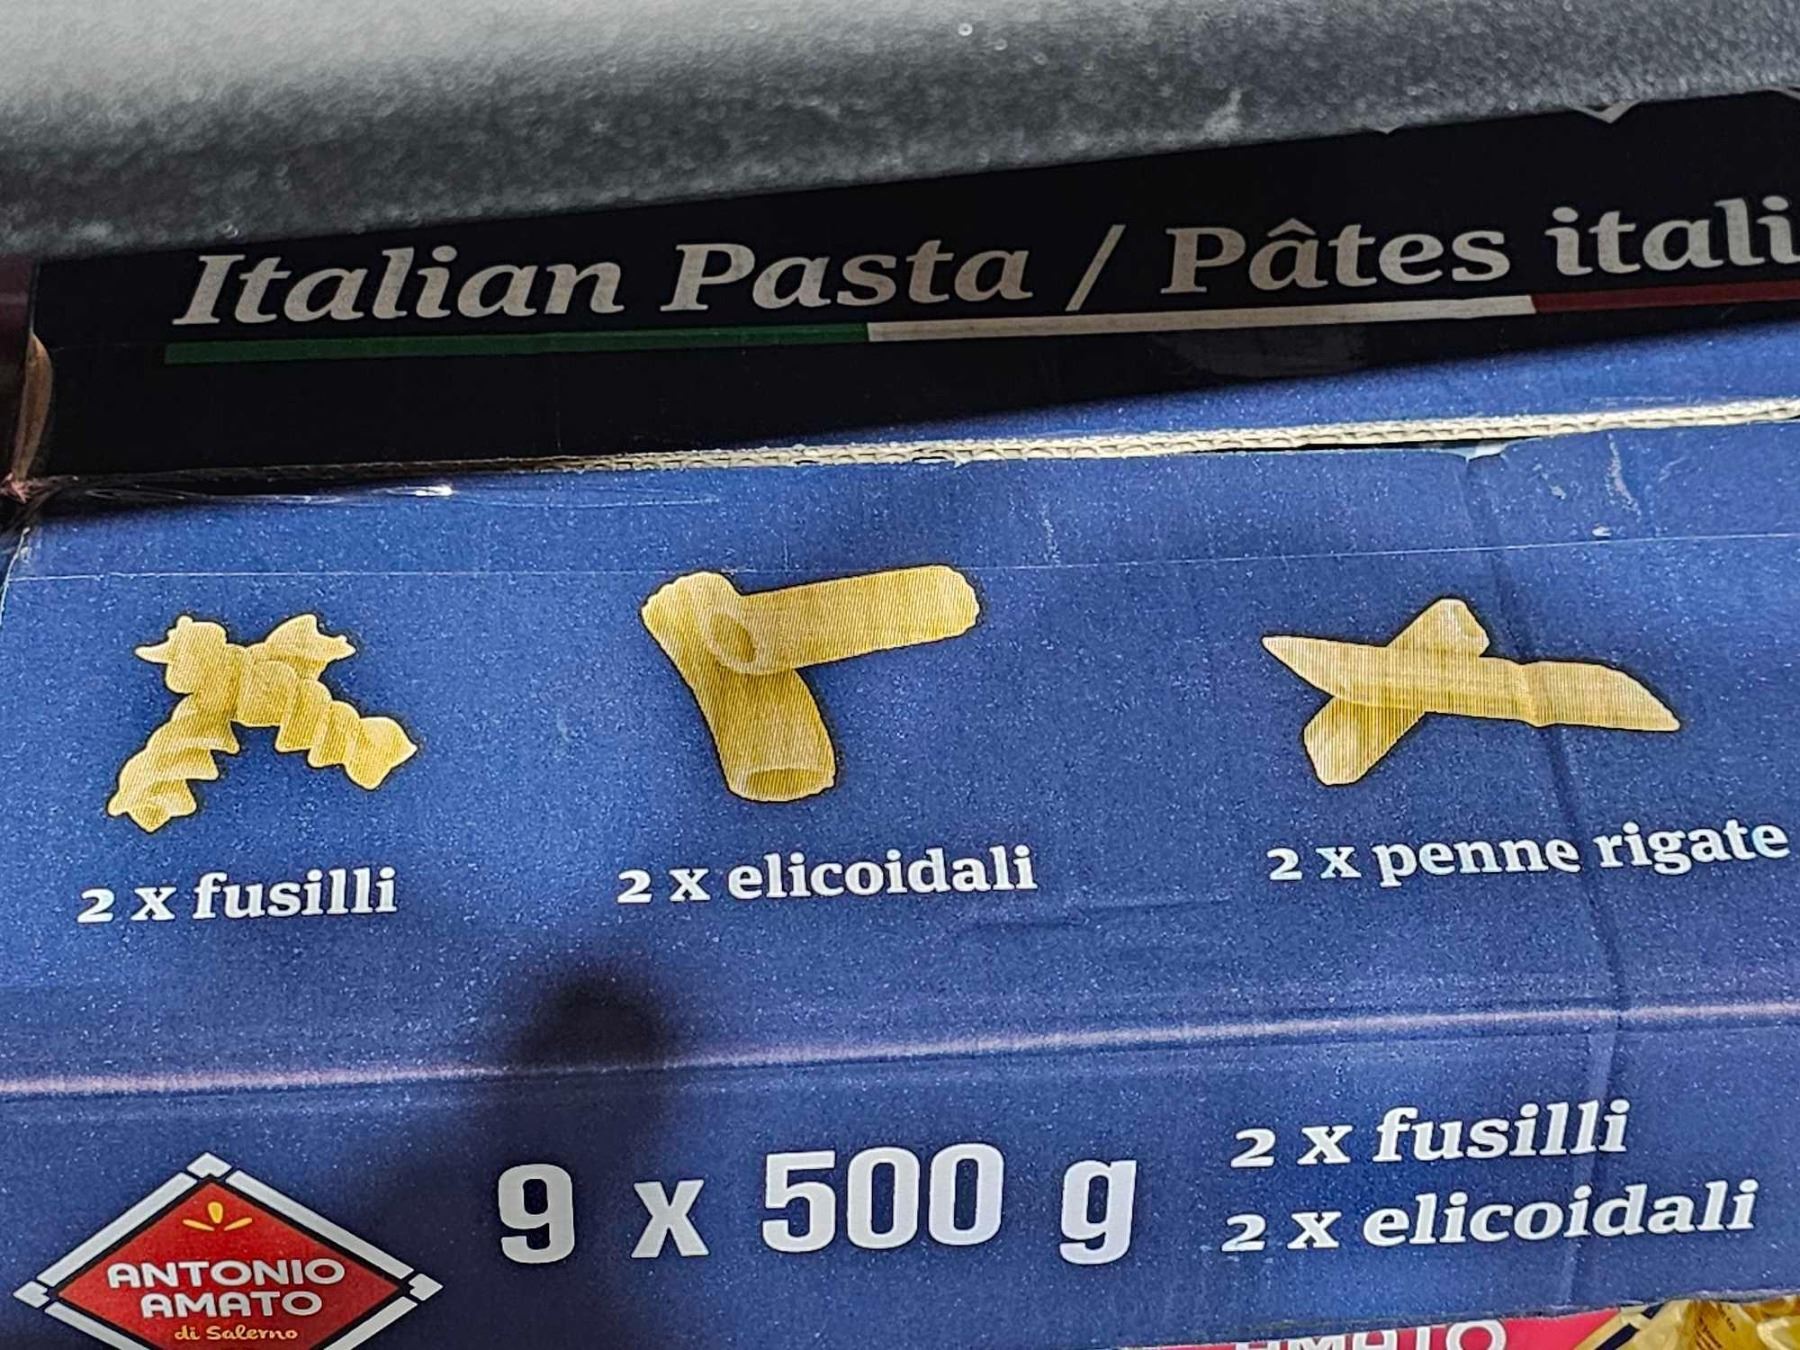 Italian Pasta / Pâtes itali
2 x fusilli
2 x elicoidali
2 x penne rigate
9 x 500 g
2 x fusilli
2 x elicoidali
ANTONIO
AMATO
di Salerno
AMATO